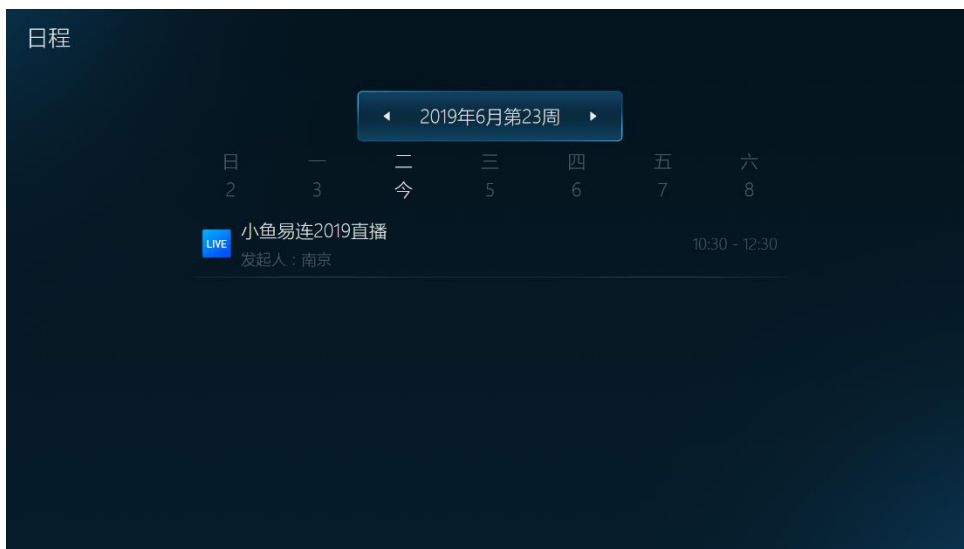 日程
2019年6月第23周
日 一 二 三 四 五 六
2 3 今 5 6 7 8
小鱼易连2019直播
LIVE
发起人：南京
10:30 - 12:30